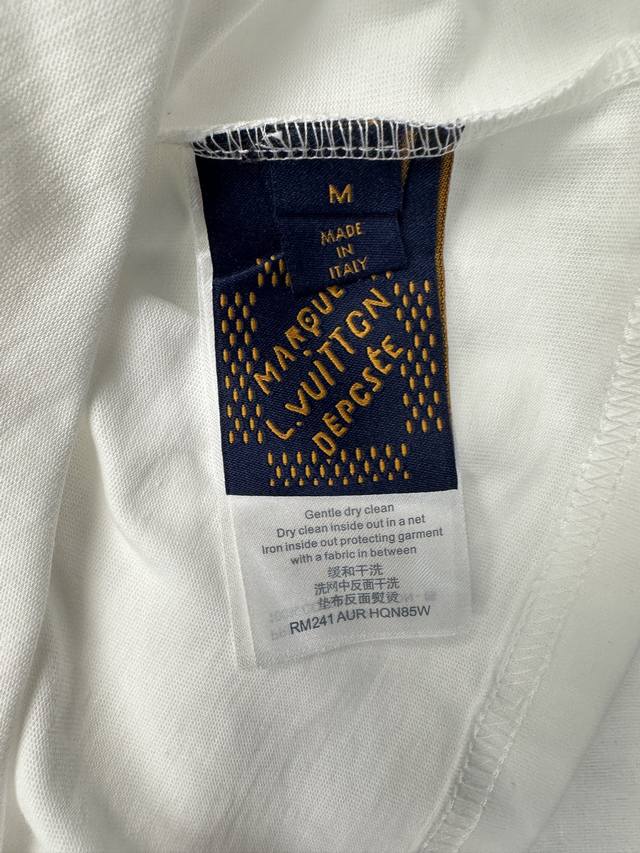 M
MADE
IN
ITALY
MARQUE
L.VUITTON
DEPOSÉE
Gentle dry clean
Dry clean inside out in a net
Iron inside out protecting garment
with a fabric in between
缓和干洗
洗网中反面干洗
垫布反面熨烫
RM241 AUR HQN85W